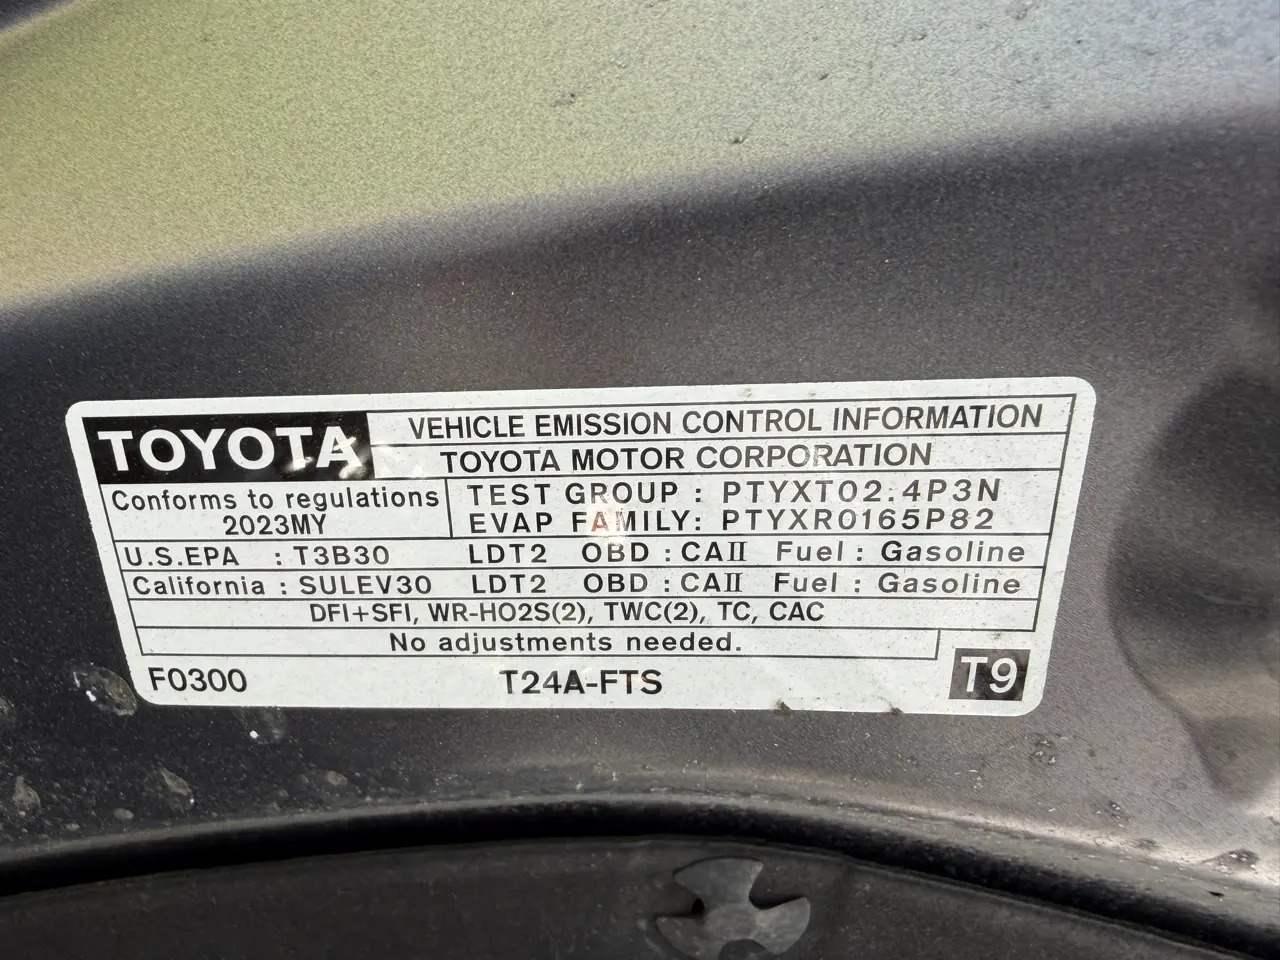 TOYOTA
VEHICLE EMISSION CONTROL INFORMATION
TOYOTA MOTOR CORPORATION
Conforms to regulations
2023MY
TEST GROUP : PTYXT02.4P3N
EVAP FAMILY: PTYXR0165P82
U.S.EPA : T3B30 LDT2 OBD : CAII Fuel : Gasoline
California : SULEV30 LDT2 OBD : CAII Fuel : Gasoline
DFI+SFI, WR-HO2S(2), TWC(2), TC, CAC
No adjustments needed.
F0300 T24A-FTS T9